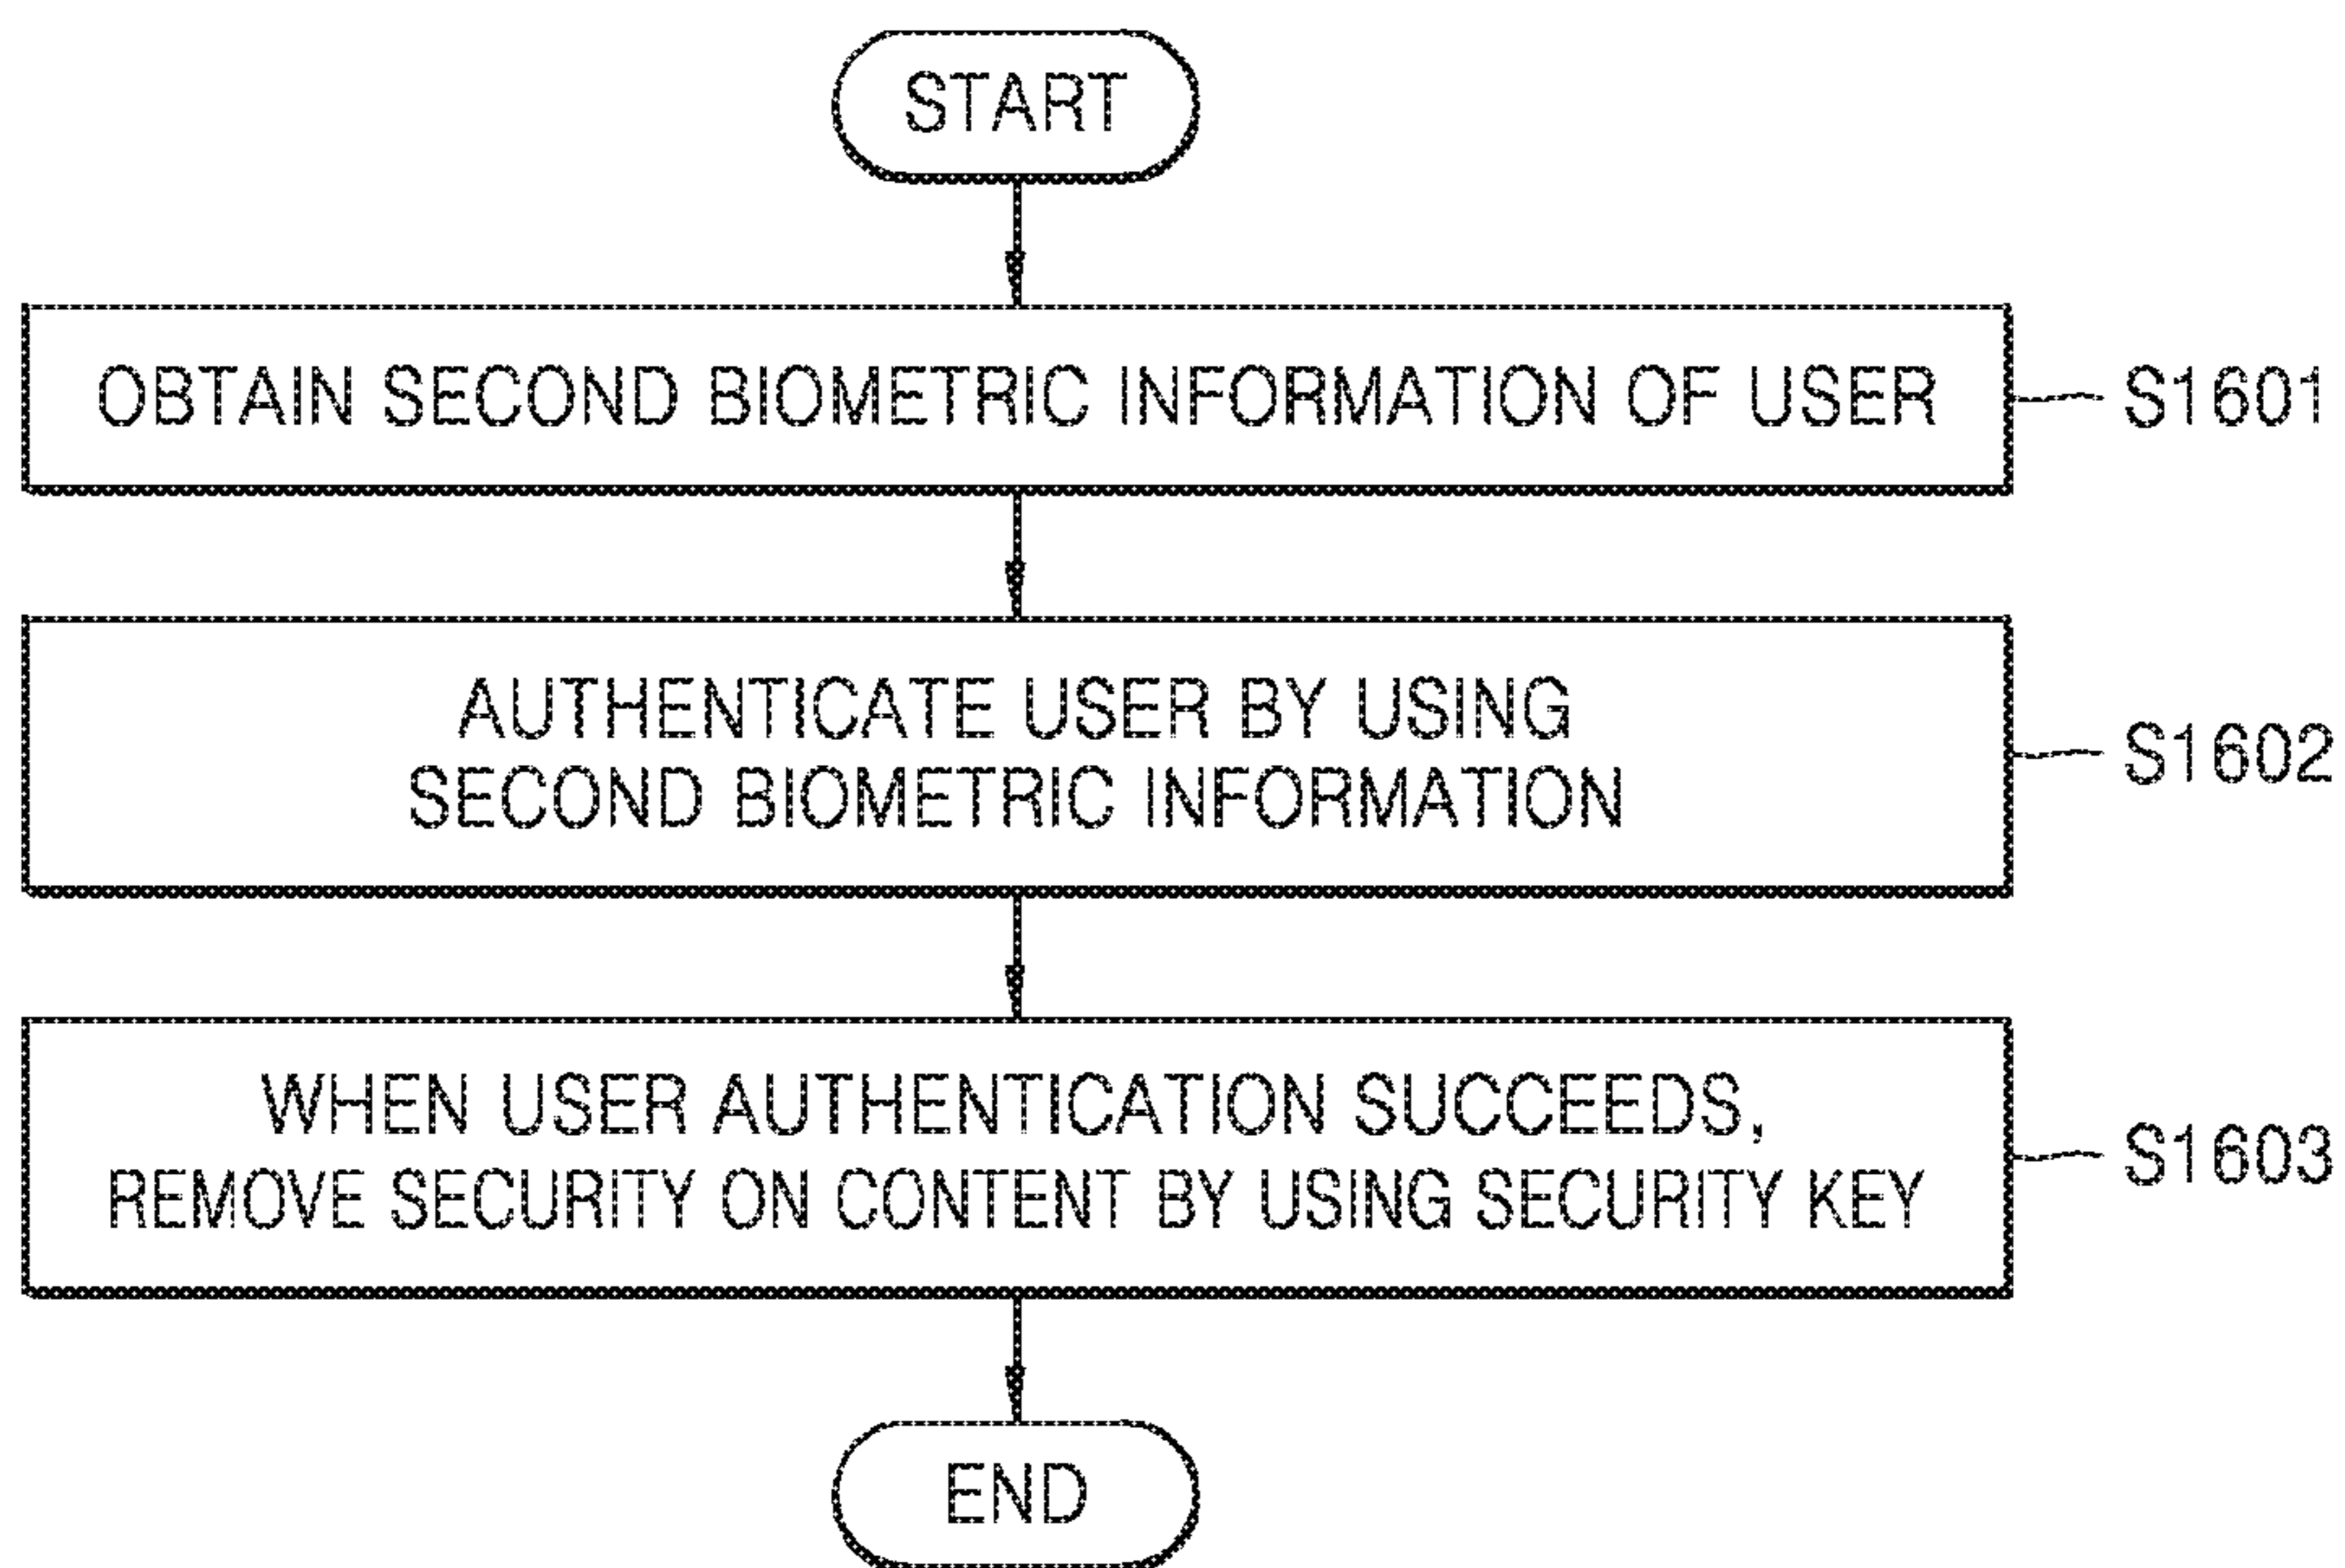 START
OBTAIN SECOND BIOMETRIC INFORMATION OF USER
S1601
AUTHENTICATE USER BY USING
SECOND BIOMETRIC INFORMATION
S1602
WHEN USER AUTHENTICATION SUCCEEDS,
REMOVE SECURITY ON CONTENT BY USING SECURITY KEY
S1603
END